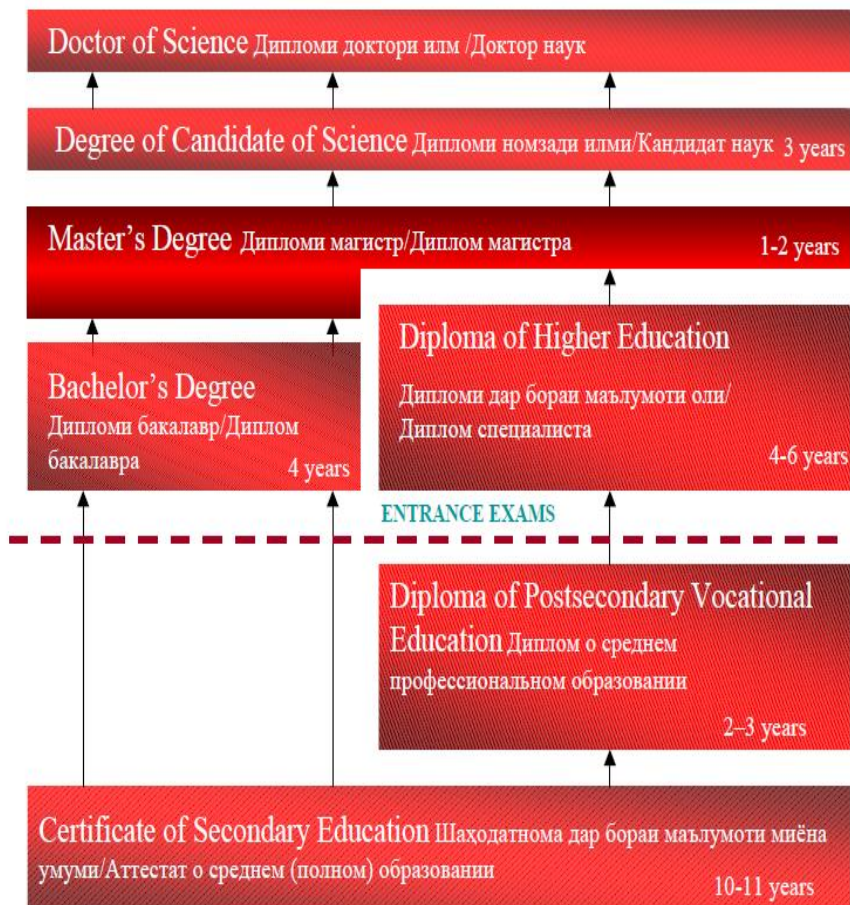 Doctor of Science Дипломи доктори илм /Доктор наук
Degree of Candidate of Science Дипломи номзади илми/Кандидат наук 3 years
Master's Degree Дипломи магистр/Диплом магистра 1-2 years
Bachelor's Degree
Дипломи бакалавр/Диплом
бакалавра 4 years
Diploma of Higher Education
Дипломи дар бораи маълумоти оли/
Диплом специалиста
4-6 years
ENTRANCE EXAMS
Diploma of Postsecondary Vocational
Education Диплом о среднем
профессиональном образовании
2–3 years
Certificate of Secondary Education Шаҳодатнома дар бораи маълумоти миёна
умуми/Аттестат о среднем (полном) образовании
10-11 years